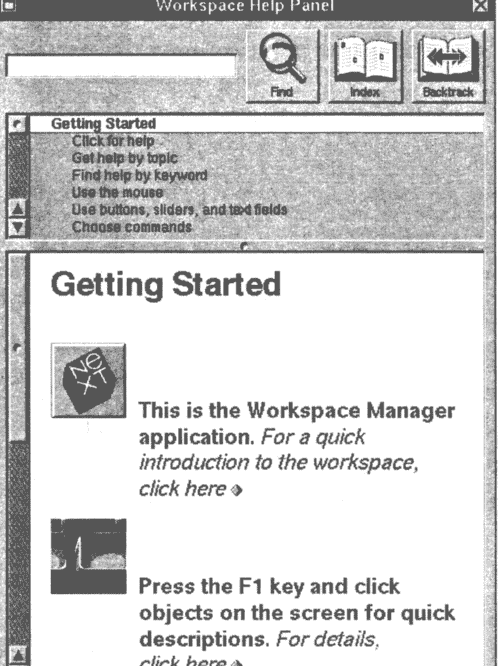 Workspace Help Panel
Find
Index
Backtrack
Getting Started
Click for help
Get help by topic
Find help by keyword
Use the mouse
Use buttons, sliders, and text fields
Choose commands
Getting Started
NeXT
This is the Workspace Manager
application. For a quick
introduction to the workspace,
click here
Press the F1 key and click
objects on the screen for quick
descriptions. For details,
click here